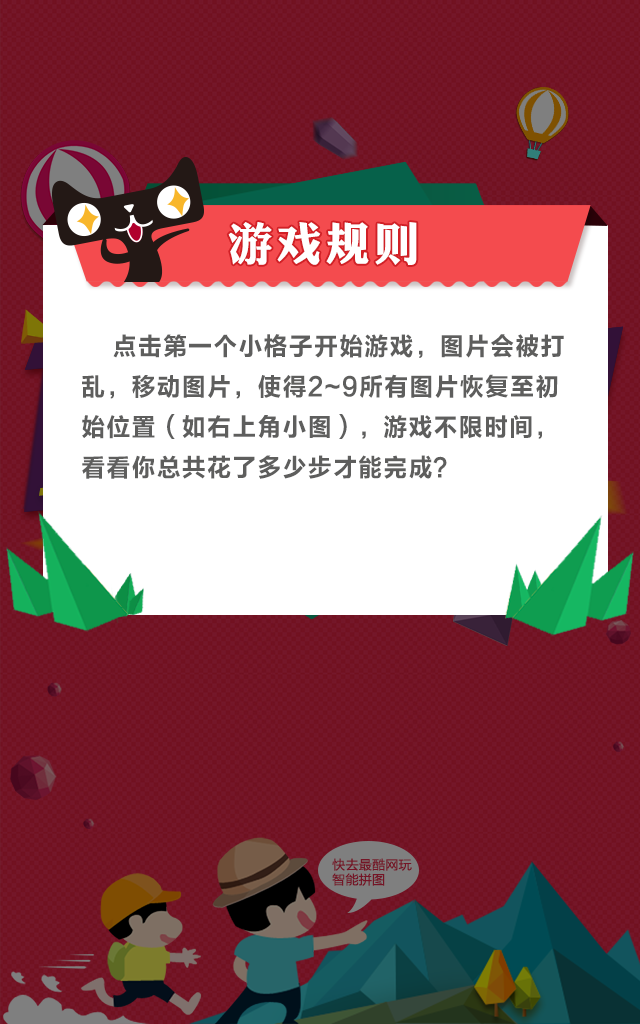 游戏规则
点击第一个小格子开始游戏，图片会被打
乱，移动图片，使得2~9所有图片恢复至初
始位置（如右上角小图），游戏不限时间，
看看你总共花了多少步才能完成？
快去最酷网玩
智能拼图